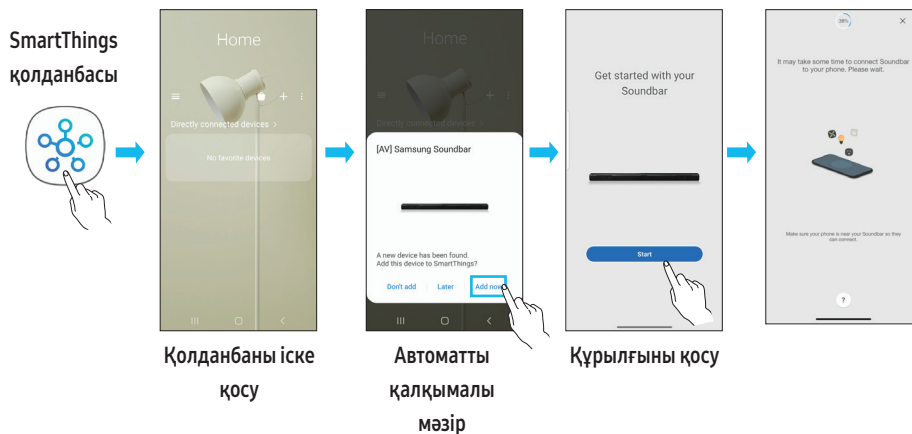 SmartThings
қолданбасы
Home
Directly connected devices >
No favorite devices
Қолданбаны іске
қосу
Home
Directly connected devices >
[AV] Samsung Soundbar
A new device has been found.
Add this device to SmartThings?
Don't add Later Add now
Автоматты
қалқымалы
мәзір
Get started with your
Soundbar
Start
Құрылғыны қосу
38%
It may take some time to connect Soundbar
to your phone. Please wait.
Make sure your phone is near your Soundbar so they
can connect.
?